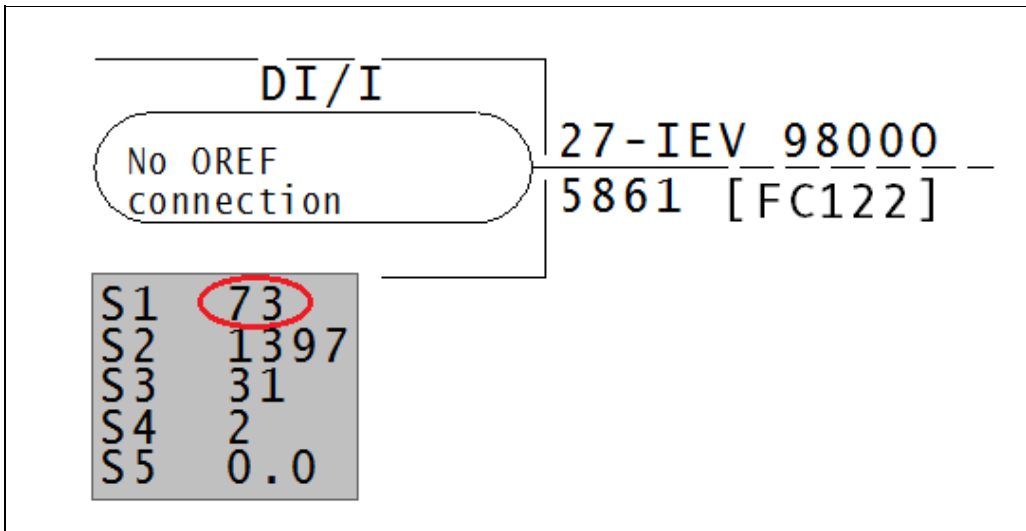 DI/I
No OREF
connection
27-IEV 98000
5861 [FC122]
S1 73
S2 1397
S3 31
S4 2
S5 0.0